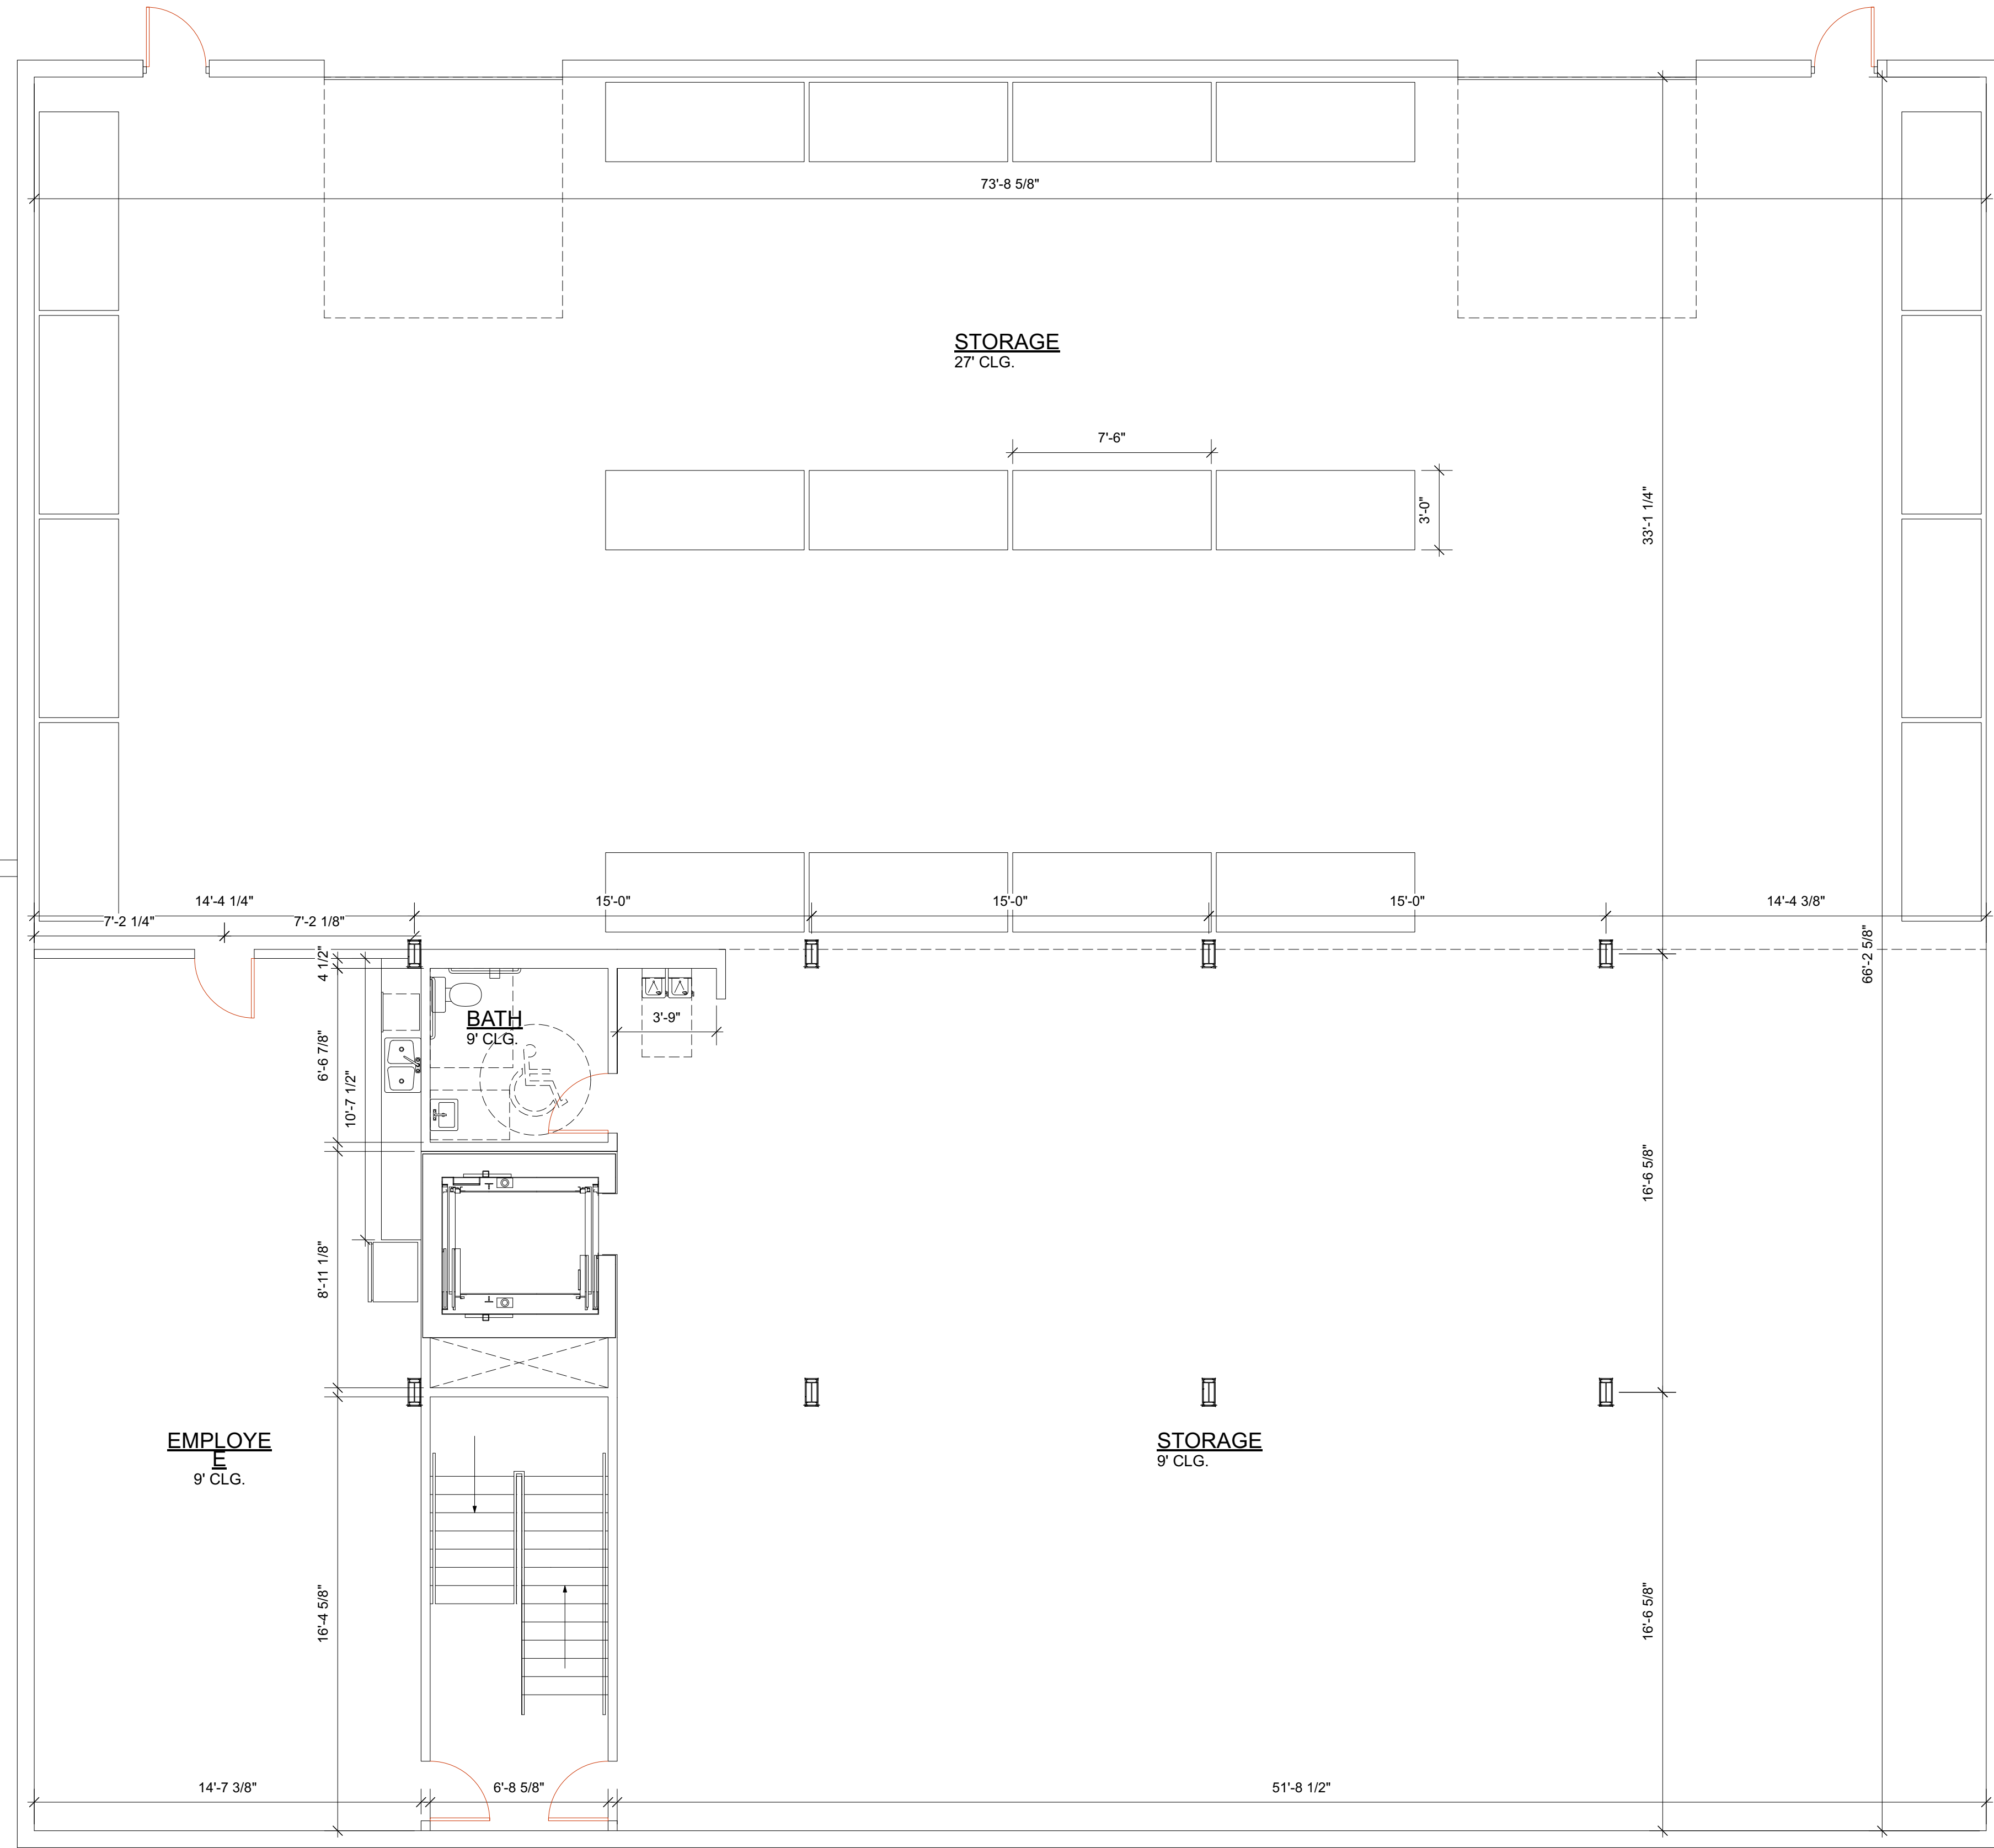 73'-8 5/8"
STORAGE
27' CLG.
7'-6"
3'-0"
33'-1 1/4"
14'-4 1/4"
15'-0"
15'-0"
15'-0"
14'-4 3/8"
7'-2 1/4"
7'-2 1/8"
4 1/2"
66'-2 5/8"
BATH
9' CLG.
3'-9"
6'-6 7/8"
10'-7 1/2"
16'-6 5/8"
8'-11 1/8"
EMPLOYE
E
9' CLG.
STORAGE
9' CLG.
16'-4 5/8"
16'-6 5/8"
14'-7 3/8"
6'-8 5/8"
51'-8 1/2"